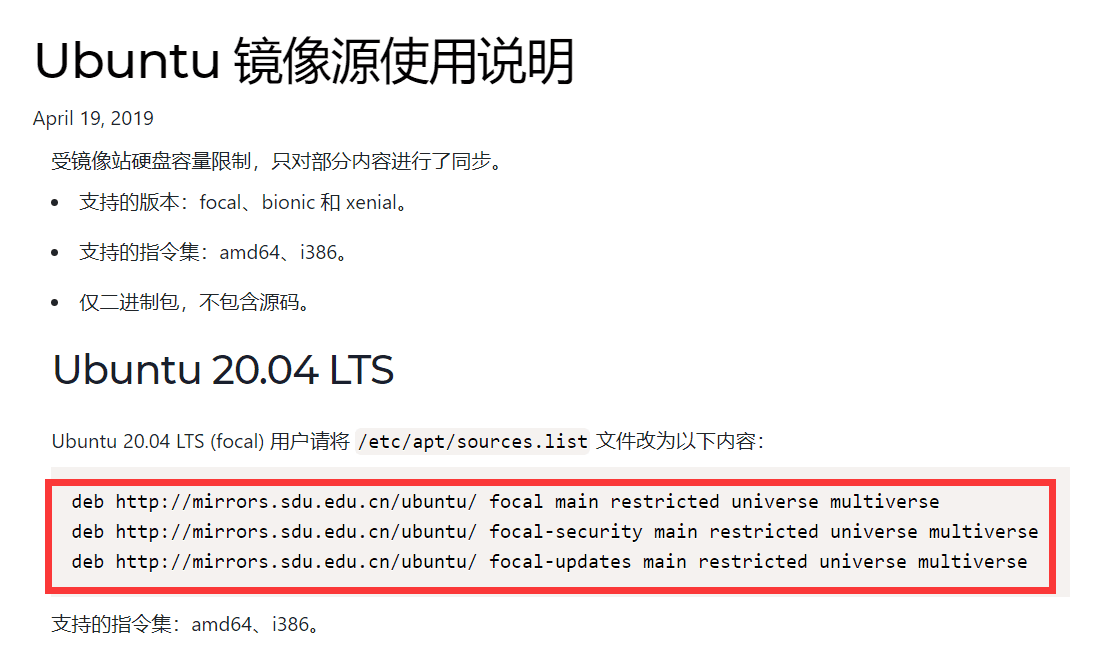 Ubuntu 镜像源使用说明
April 19, 2019
受镜像站硬盘容量限制，只对部分内容进行了同步。
• 支持的版本：focal、bionic 和 xenial。
• 支持的指令集：amd64、i386。
• 仅二进制包，不包含源码。
Ubuntu 20.04 LTS
Ubuntu 20.04 LTS (focal) 用户请将 /etc/apt/sources.list 文件改为以下内容：
deb http://mirrors.sdu.edu.cn/ubuntu/ focal main restricted universe multiverse
deb http://mirrors.sdu.edu.cn/ubuntu/ focal-security main restricted universe multiverse
deb http://mirrors.sdu.edu.cn/ubuntu/ focal-updates main restricted universe multiverse
支持的指令集：amd64、i386。